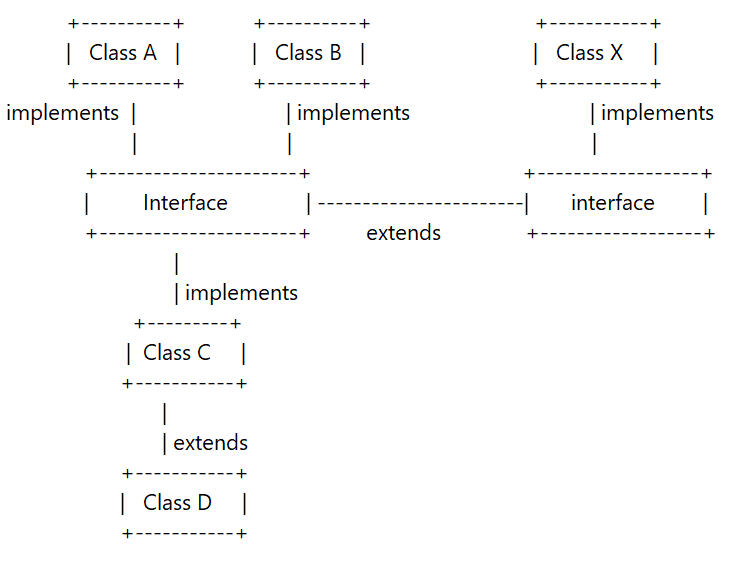 +----------+ +----------+ +-----------+
| Class A | | Class B | | Class X |
+----------+ +----------+ +-----------+
implements | | implements | implements
| | |
+----------------------+ +------------------+
| Interface | -----------------------| interface |
+----------------------+ extends +------------------+
|
| implements
+---------+
| Class C |
+-----------+
|
| extends
+-----------+
| Class D |
+-----------+